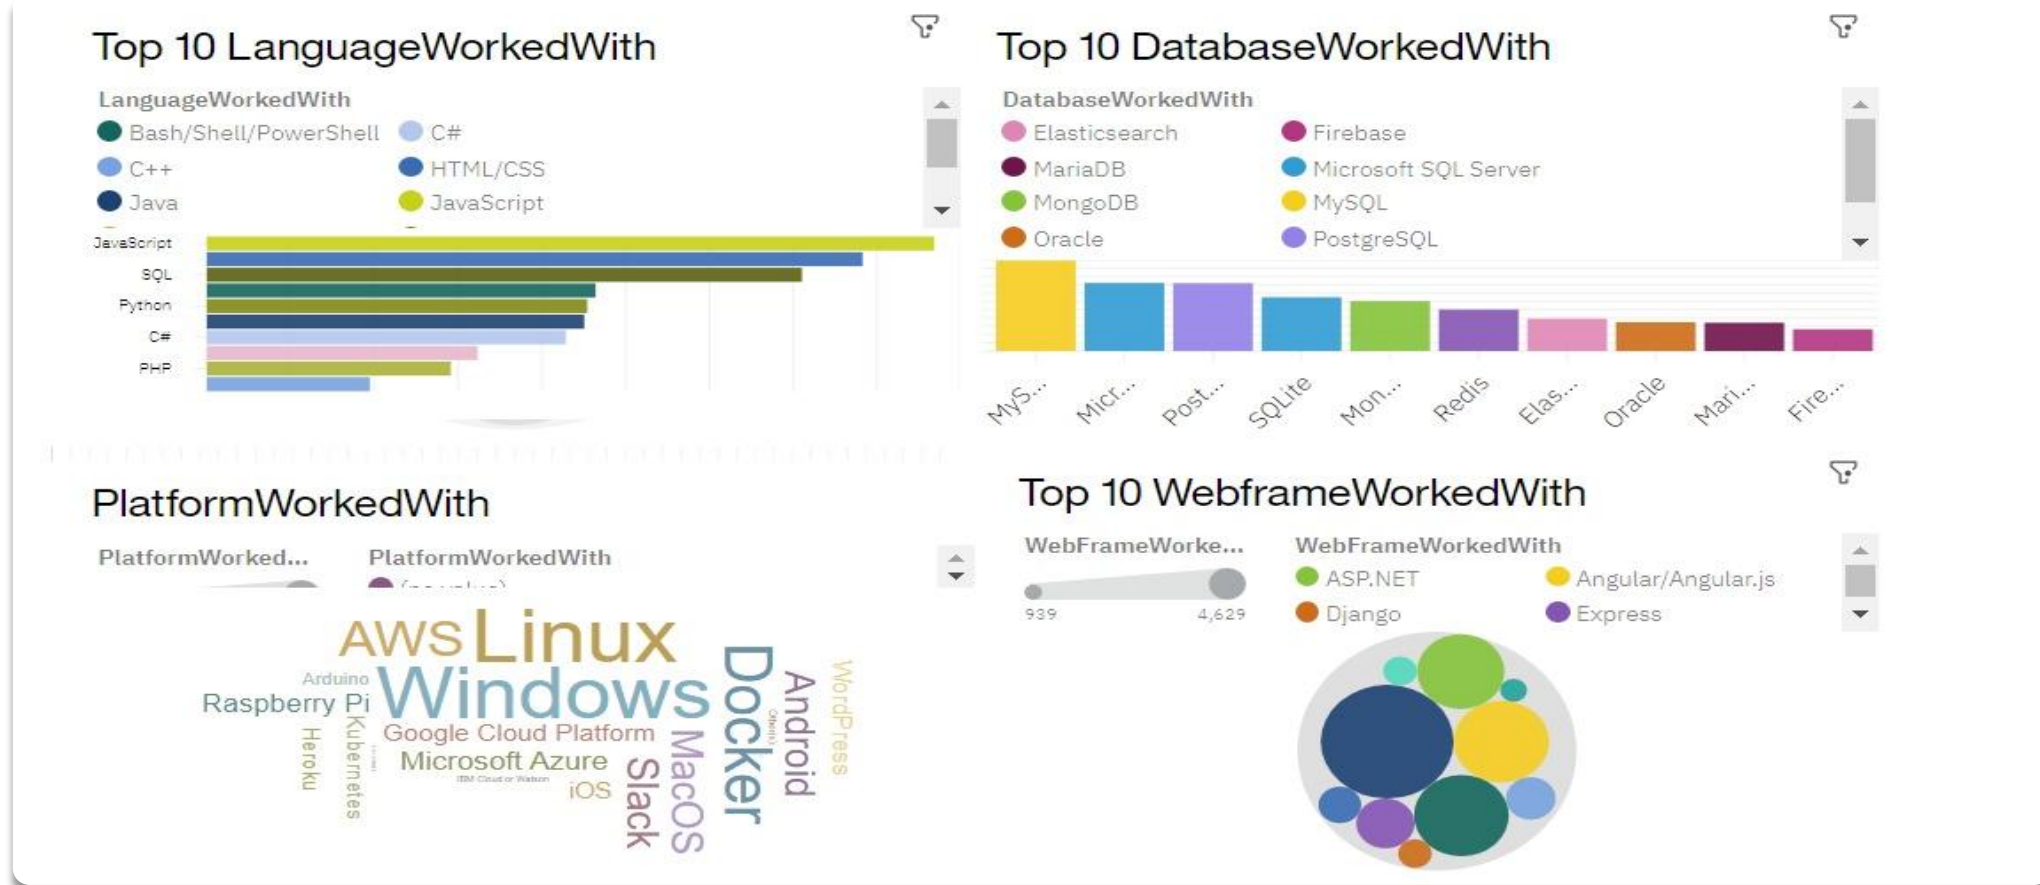 Top 10 LanguageWorkedWith
LanguageWorkedWith
Bash/Shell/PowerShell C#
C++ HTML/CSS
Java JavaScript
JavaScript
SQL
Python
C#
PHP
Top 10 DatabaseWorkedWith
DatabaseWorkedWith
Elasticsearch Firebase
MariaDB Microsoft SQL Server
MongoDB MySQL
Oracle PostgreSQL
MyS... Micr... Post... SQLite Mon... Redis Elas... Oracle Mari... Fire...
PlatformWorkedWith
PlatformWorked... PlatformWorkedWith
AWS Linux
Arduino
Raspberry Pi Windows
Docker
Android
WordPress
Google Cloud Platform
Heroku
Kubernetes
Microsoft Azure
IBM Cloud or Watson
iOS
Slack
MacOS
Top 10 WebframeWorkedWith
WebFrameWorke... WebFrameWorkedWith
ASP.NET Angular/Angular.js
939 4,629 Django Express